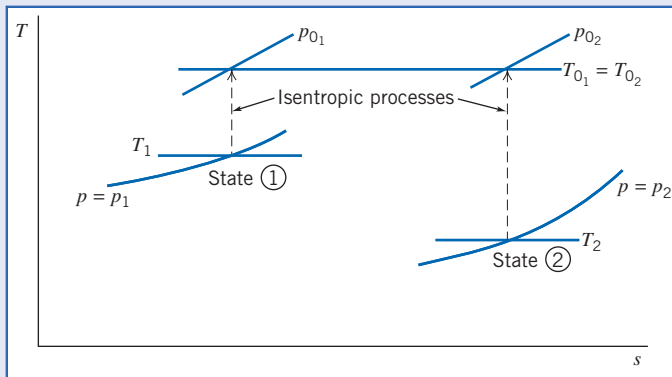 T
p₀₁
p₀₂
T₀₁ = T₀₂
Isentropic processes
T₁
State ①
p = p₁
p = p₂
T₂
State ②
s